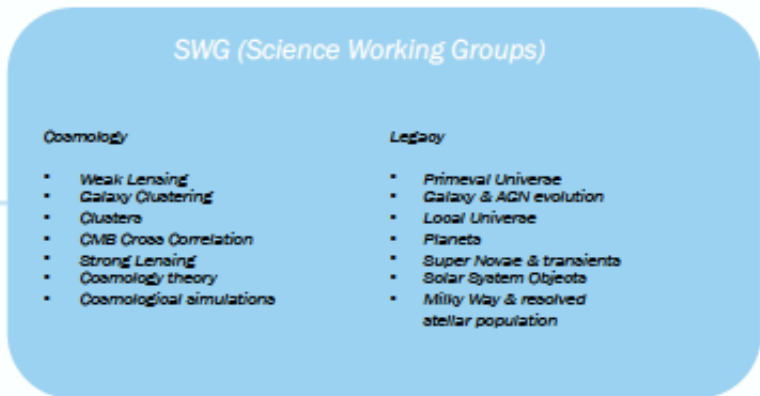 SWG (Science Working Groups)
Cosmology
Weak Lensing
Galaxy Clustering
Clusters
CMB Cross Correlation
Strong Lensing
Cosmology theory
Cosmological simulations
Legacy
Primeval Universe
Galaxy & AGN evolution
Local Universe
Planets
Super Novae & transients
Solar System Objects
Milky Way & resolved
stellar population